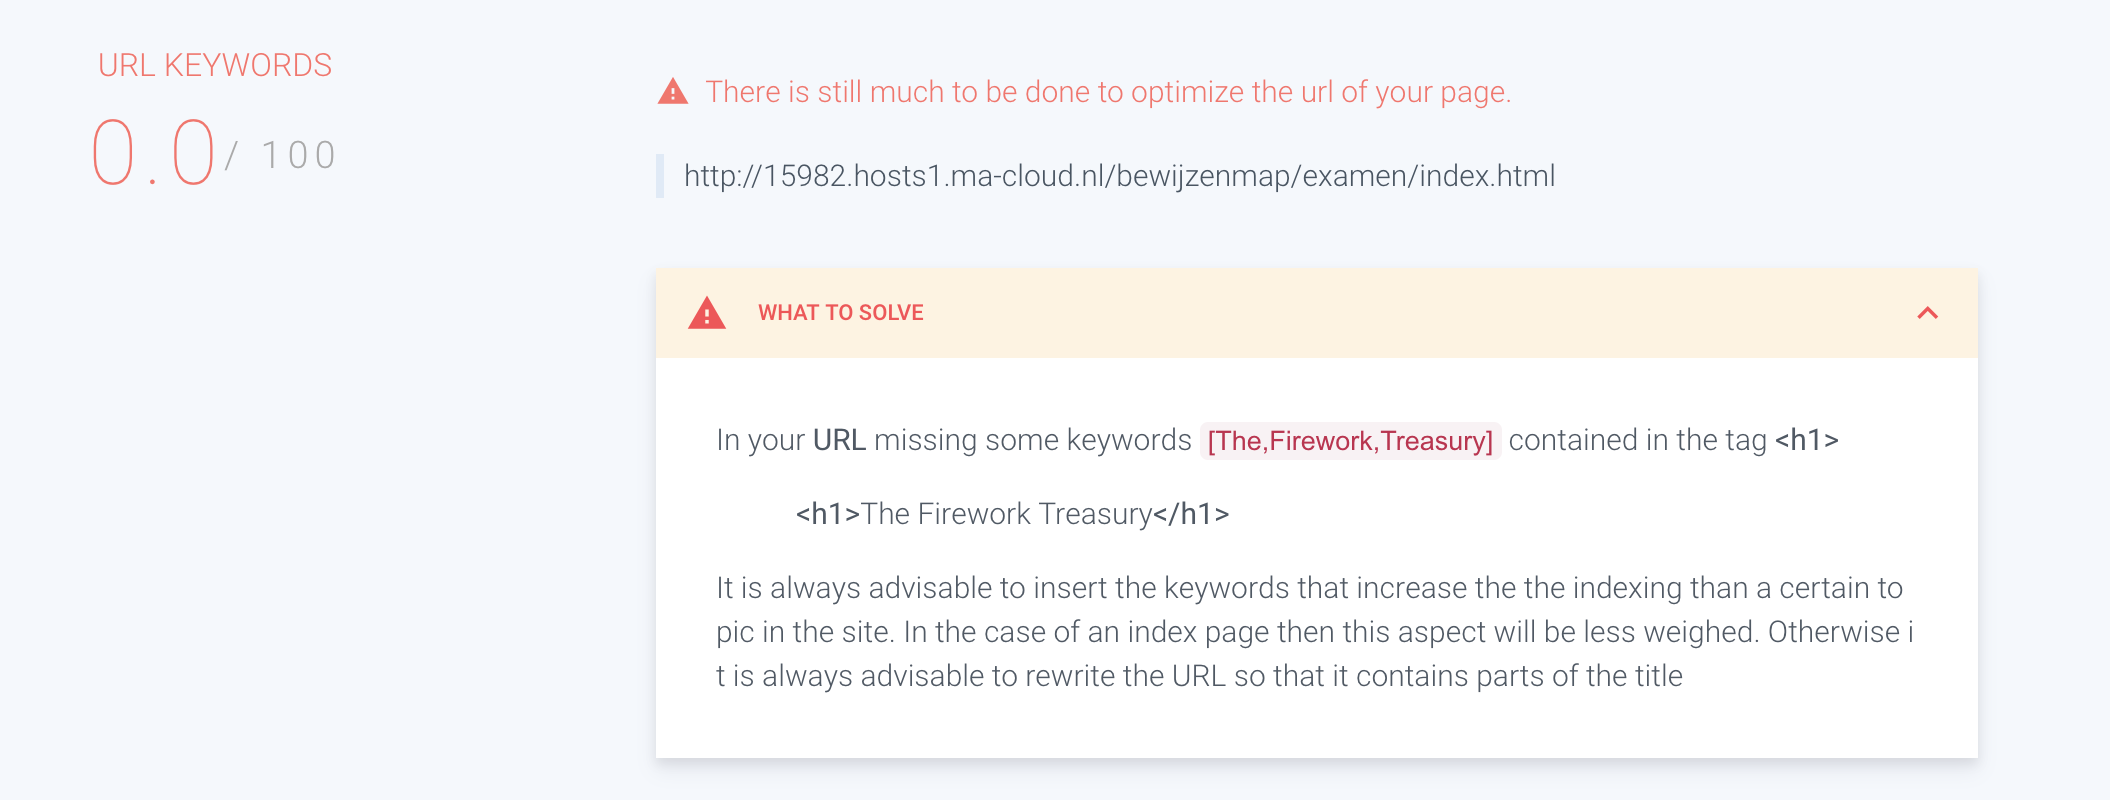 URL KEYWORDS
0.0 / 100
There is still much to be done to optimize the url of your page.
http://15982.hosts1.ma-cloud.nl/bewijzenmap/examen/index.html
WHAT TO SOLVE
In your URL missing some keywords [The,Firework,Treasury] contained in the tag <h1>
<h1>The Firework Treasury</h1>
It is always advisable to insert the keywords that increase the the indexing than a certain to
pic in the site. In the case of an index page then this aspect will be less weighed. Otherwise i
t is always advisable to rewrite the URL so that it contains parts of the title